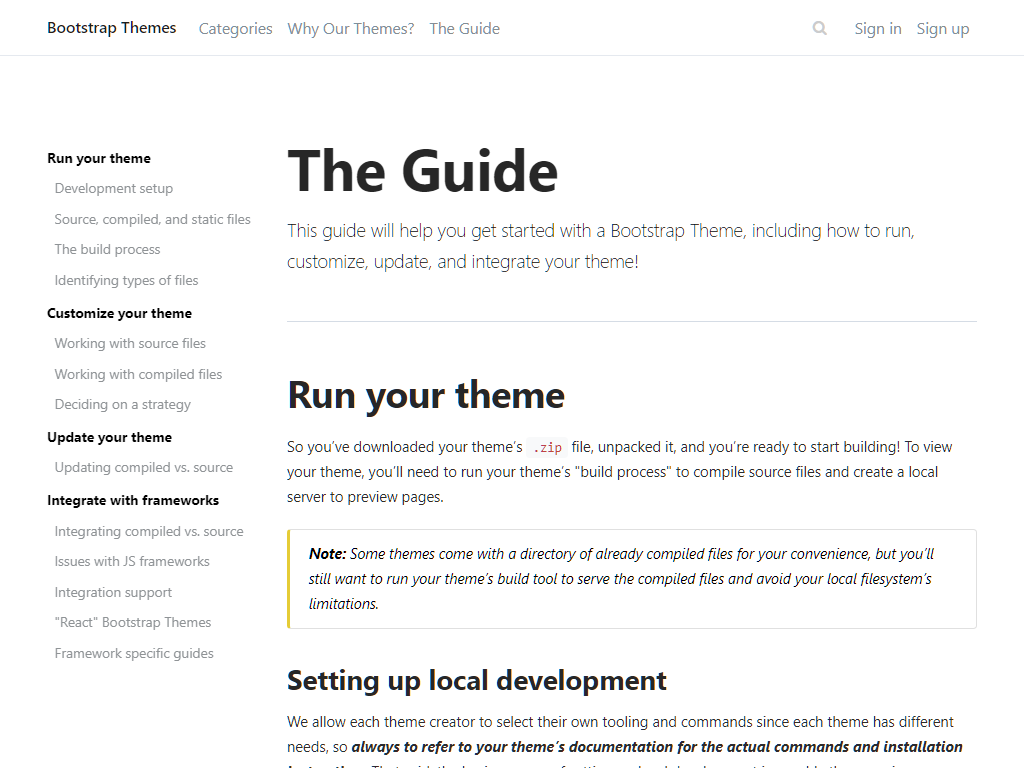 Bootstrap Themes Categories Why Our Themes? The Guide Sign in Sign up
Run your theme
Development setup
Source, compiled, and static files
The build process
Identifying types of files
Customize your theme
Working with source files
Working with compiled files
Deciding on a strategy
Update your theme
Updating compiled vs. source
Integrate with frameworks
Integrating compiled vs. source
Issues with JS frameworks
Integration support
"React" Bootstrap Themes
Framework specific guides
The Guide
This guide will help you get started with a Bootstrap Theme, including how to run,
customize, update, and integrate your theme!
Run your theme
So you've downloaded your theme's .zip file, unpacked it, and you're ready to start building! To view
your theme, you'll need to run your theme's "build process" to compile source files and create a local
server to preview pages.
Note: Some themes come with a directory of already compiled files for your convenience, but you'll
still want to run your theme's build tool to serve the compiled files and avoid your local filesystem's
limitations.
Setting up local development
We allow each theme creator to select their own tooling and commands since each theme has different
needs, so always to refer to your theme's documentation for the actual commands and installation